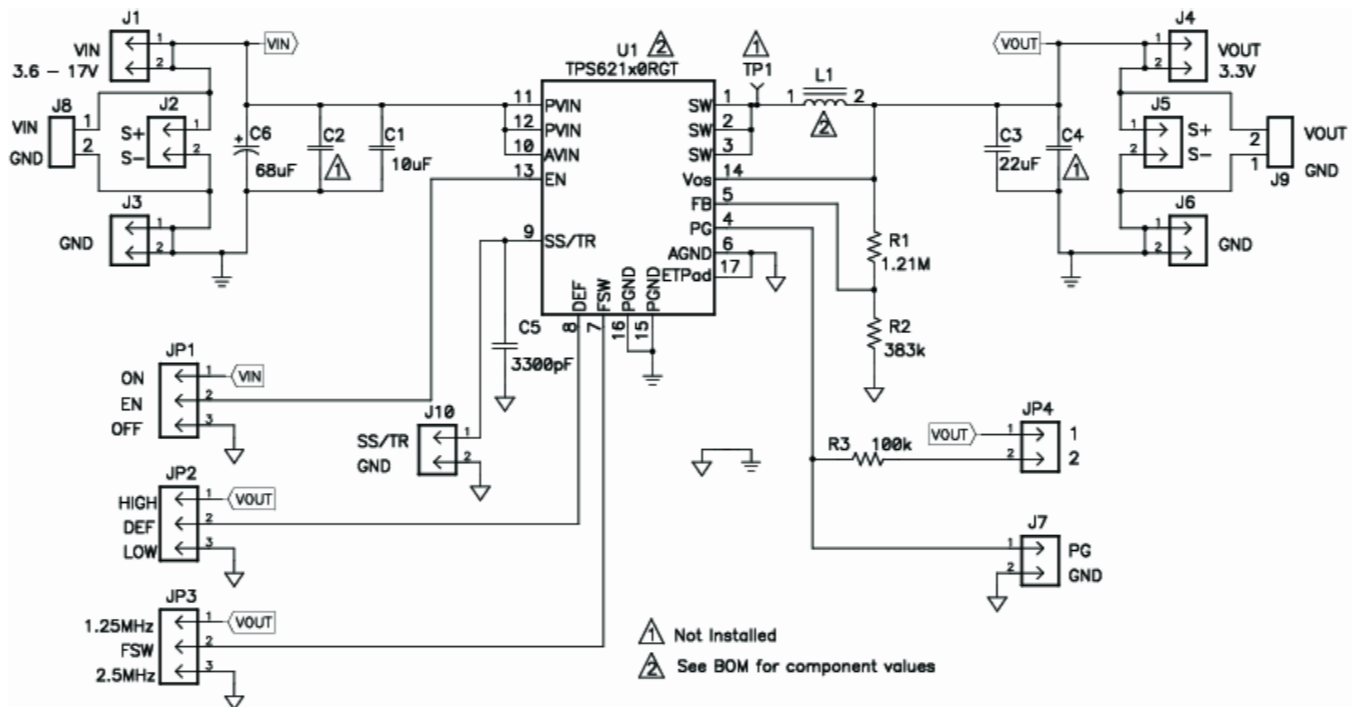 J1
VIN
3.6 - 17V
1
2
VIN
J8
VIN
GND
1
2
J2
S+
S-
1
2
J3
GND
1
2
+
C6
68uF
C2
1
C1
10uF
U1
2
TPS621x0RGT
11
PVIN
12
PVIN
10
AVIN
13
EN
9
SS/TR
SW
1
SW
2
SW
3
Vos
14
FB
5
PG
4
AGND
6
ETPad
17
DEF
FSW
PGND
PGND
8
7
16
15
1
TP1
L1
1
2
2
VOUT
J4
1
2
VOUT
3.3V
C3
22uF
C4
1
J5
1
2
S+
S-
2
1
VOUT
GND
J9
J6
1
2
GND
R1
1.21M
R2
383k
C5
3300pF
JP1
ON
EN
OFF
1
2
3
VIN
J10
SS/TR
GND
1
2
JP2
HIGH
DEF
LOW
1
2
3
VOUT
JP3
1.25MHz
FSW
2.5MHz
1
2
3
VOUT
R3
100k
VOUT
JP4
1
2
1
2
J7
1
2
PG
GND
1 Not Installed
2 See BOM for component values